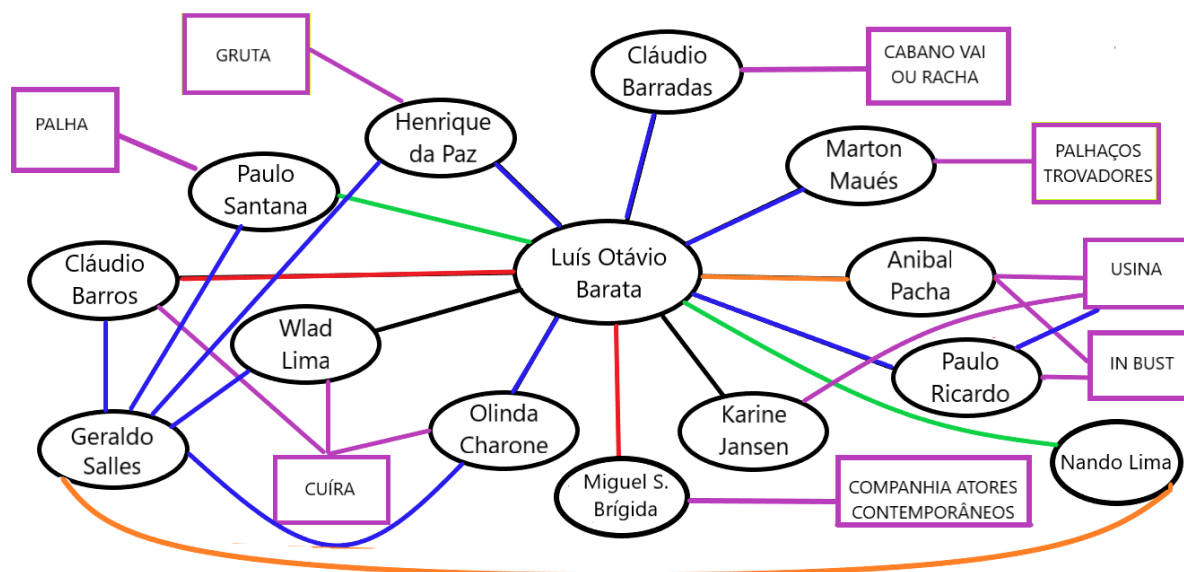 GRUTA
Cláudio
Barradas
CABANO VAI
OU RACHA
PALHA
Henrique
da Paz
Marton
Maués
PALHAÇOS
TROVADORES
Paulo
Santana
Luís Otávio
Barata
Cláudio
Barros
Anibal
Pacha
USINA
Wlad
Lima
Paulo
Ricardo
IN BUST
Geraldo
Salles
Olinda
Charone
Karine
Jansen
Nando Lima
CUÍRA
Miguel S.
Brígida
COMPANHIA ATORES
CONTEMPORÂNEOS